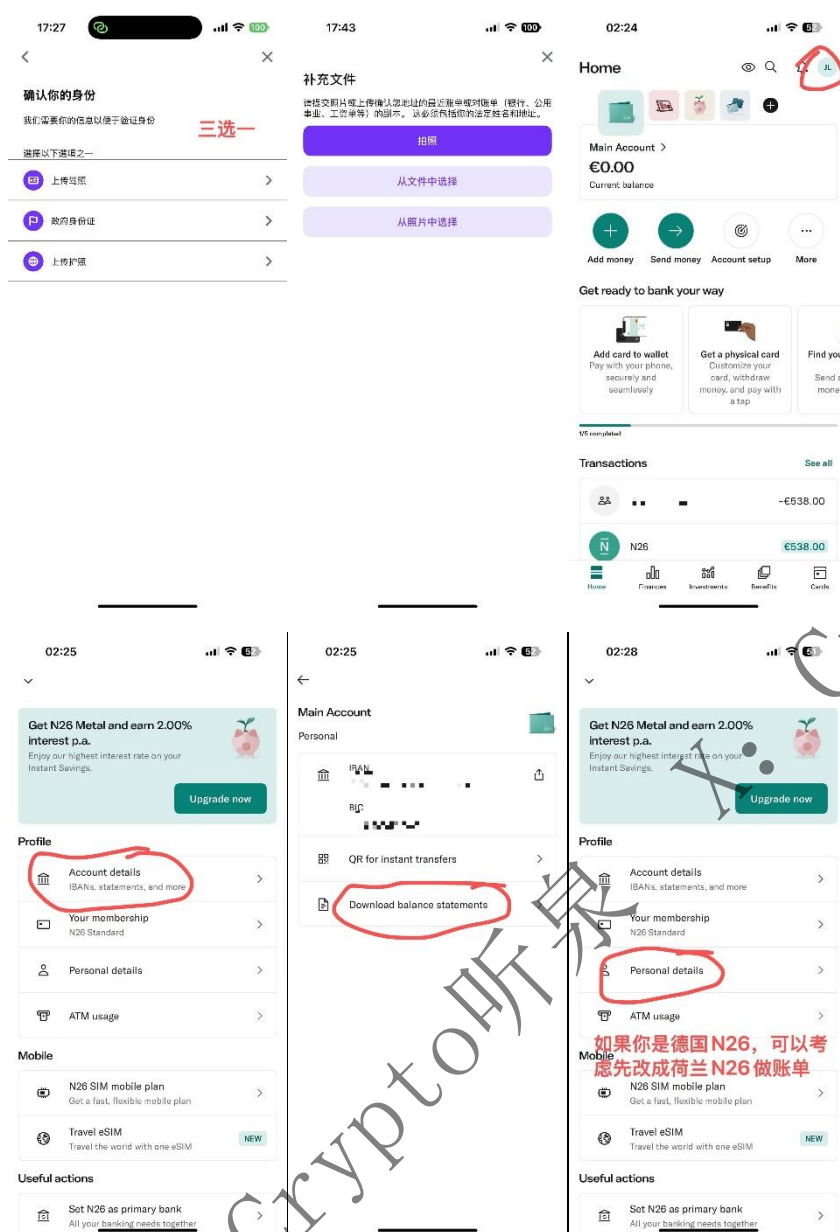 17:27
100
确认你的身份
我们需要你的信息以便于验证身份
三选一
選擇以下選項之一
上传驾照
政府身份证
上传护照
17:43
100
补充文件
请提交照片或上传确认您地址的最近账单或对账单（银行、公用
事业、工资单等）的副本。 这必须包括您的法定姓名和地址。
拍照
从文件中选择
从照片中选择
02:24
52
Home
JL
Main Account
€0.00
Current balance
Add money
Send money
Account setup
More
Get ready to bank your way
Add card to wallet
Pay with your phone,
securely and
seamlessly
Get a physical card
Customize your
card, withdraw
money, and pay with
a tap
Find you
Send a
mone
1/5 completed
Transactions
See all
-€538.00
N26
€538.00
Home
Finances
Investments
Benefits
Cards
02:25
52
Get N26 Metal and earn 2.00%
interest p.a.
Enjoy our highest interest rate on your
Instant Savings.
Upgrade now
Profile
Account details
IBANs, statements, and more
Your membership
N26 Standard
Personal details
ATM usage
Mobile
N26 SIM mobile plan
Get a fast, flexible mobile plan
Travel eSIM
Travel the world with one eSIM
NEW
Useful actions
Set N26 as primary bank
All your banking needs together
02:25
52
Main Account
Personal
IBAN
BIC
QR for instant transfers
Download balance statements
02:28
51
Get N26 Metal and earn 2.00%
interest p.a.
Enjoy our highest interest rate on your
Instant Savings.
Upgrade now
Profile
Account details
IBANs, statements, and more
Your membership
N26 Standard
Personal details
ATM usage
如果你是德国N26，可以考
虑先改成荷兰N26做账单
Mobile
N26 SIM mobile plan
Get a fast, flexible mobile plan
Travel eSIM
Travel the world with one eSIM
NEW
Useful actions
Set N26 as primary bank
All your banking needs together
X: Crypto听泉